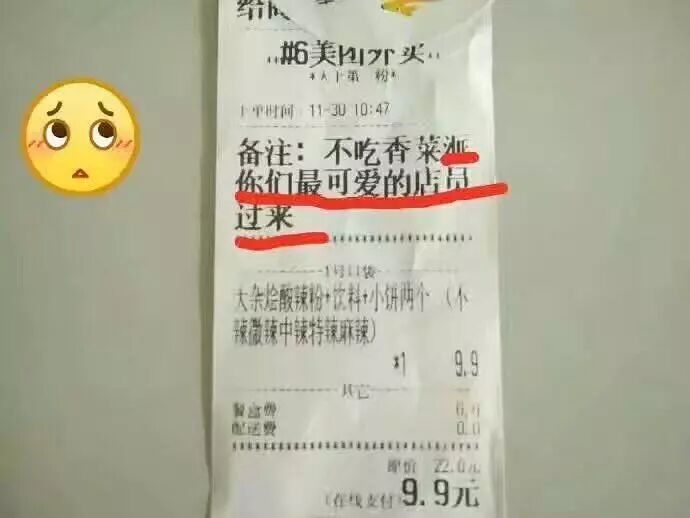 #6美团外买
下单时间: 11-30 10:47
备注: 不吃香菜派
你们最可爱的店员
过来
1号口袋
大杂烩酸辣粉+饮料+小饼两个 (不
辣微辣中辣特辣麻辣)
*1 9.9
其它
餐盒费 0.0
配送费 0.0
原价 22.0元
(在线支付)9.9元